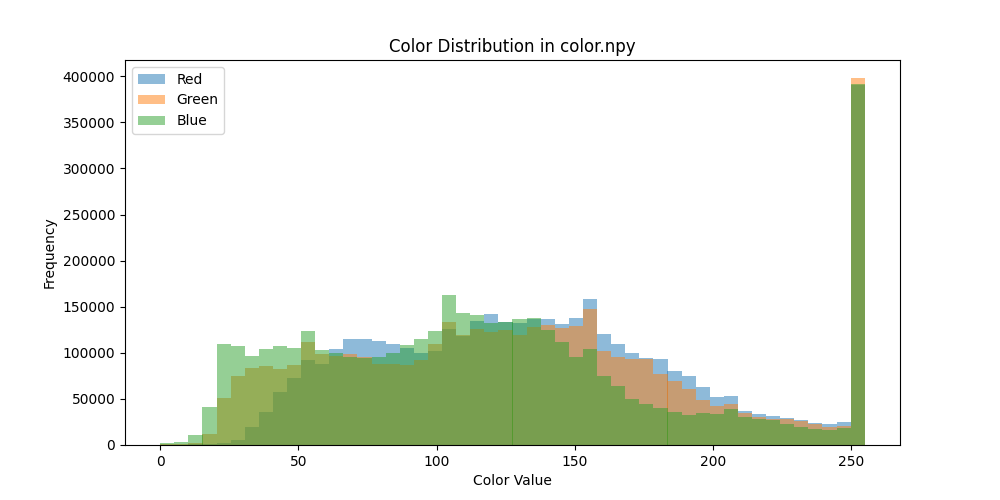 Color Distribution in color.npy
Red
Green
Blue
400000
350000
300000
250000
200000
150000
100000
50000
0
Frequency
0 50 100 150 200 250
Color Value